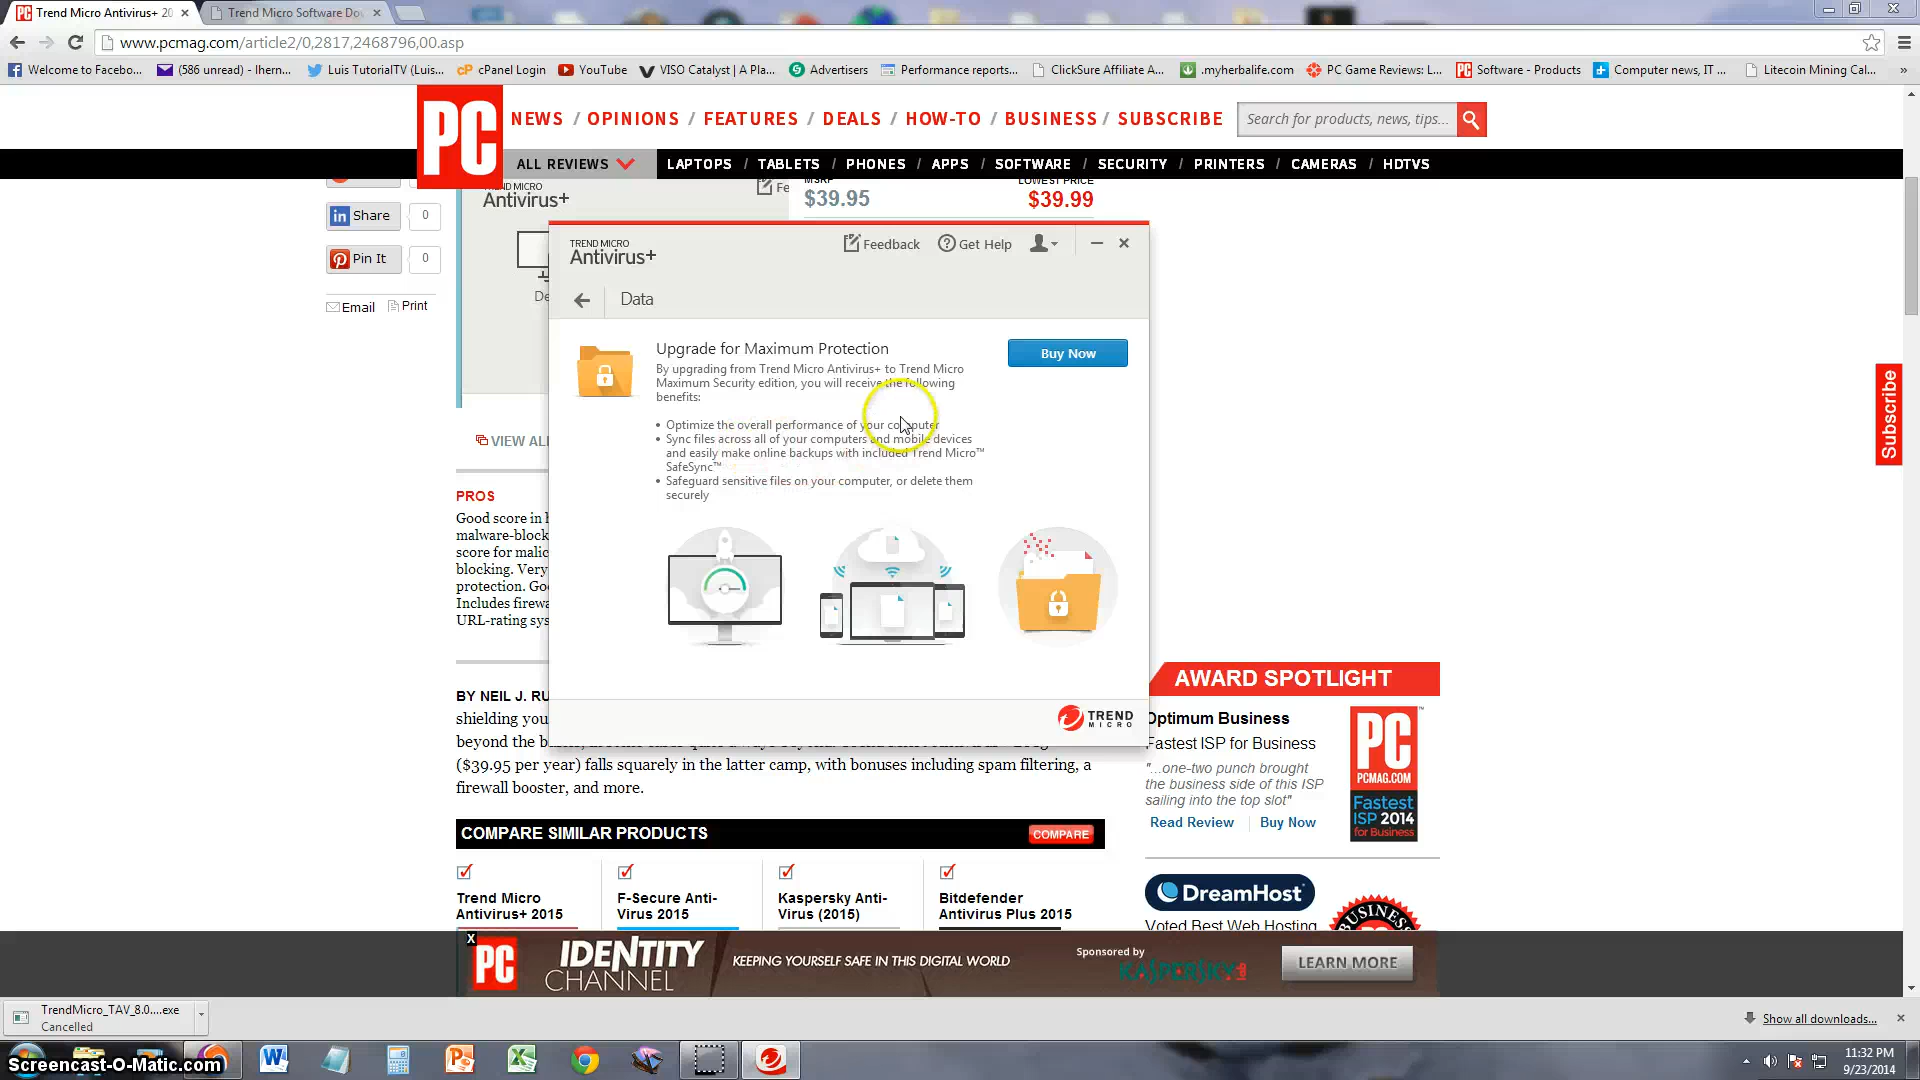 Trend Micro Antivirus+ 20
Trend Micro Software Dov
www.pcmag.com/article2/0,2817,2468796,00.asp
Welcome to Facebo...
(586 unread) - lhern...
Luis TutorialTV (Luis...
cPanel Login
YouTube
VISO Catalyst | A Pla...
Advertisers
Performance reports...
ClickSure Affiliate A...
.myherbalife.com
PC Game Reviews: L...
Software - Products
Computer news, IT ...
Litecoin Mining Cal...
»
PC
NEWS / OPINIONS / FEATURES / DEALS / HOW-TO / BUSINESS / SUBSCRIBE
Search for products, news, tips...
ALL REVIEWS
LAPTOPS / TABLETS / PHONES / APPS / SOFTWARE / SECURITY / PRINTERS / CAMERAS / HDTVS
TREND MICRO
Antivirus+
Fe
MSRP
$39.95
LOWEST PRICE
$39.99
Share 0
Pin It 0
Email Print
De
VIEW ALL
TREND MICRO
Antivirus+
Feedback
Get Help
Data
Upgrade for Maximum Protection
Buy Now
By upgrading from Trend Micro Antivirus+ to Trend Micro
Maximum Security edition, you will receive the following
benefits:
• Optimize the overall performance of your computer
• Sync files across all of your computers and mobile devices
and easily make online backups with included Trend Micro™
SafeSync™
• Safeguard sensitive files on your computer, or delete them
securely
TREND
MICRO
Subscribe
PROS
Good score in h
malware-block
score for malic
blocking. Very
protection. Goo
Includes firewa
URL-rating sys
BY NEIL J. RU
shielding you
beyond the
($39.95 per year) falls squarely in the latter camp, with bonuses including spam filtering, a
firewall booster, and more.
COMPARE SIMILAR PRODUCTS
COMPARE
Trend Micro
Antivirus+ 2015
F-Secure Anti-
Virus 2015
Kaspersky Anti-
Virus (2015)
Bitdefender
Antivirus Plus 2015
AWARD SPOTLIGHT
Optimum Business
Fastest ISP for Business
"...one-two punch brought
the business side of this ISP
sailing into the top slot"
Read Review
Buy Now
PC
PCMAG.COM
Fastest
ISP 2014
for Business
DreamHost
Voted Best Web Hosting
BUSINESS
X
PC
IDENTITY
CHANNEL
KEEPING YOURSELF SAFE IN THIS DIGITAL WORLD
Sponsored by
KASPERSKY lab
LEARN MORE
TrendMicro_TAV_8.0....exe
Cancelled
Show all downloads...
Screencast-O-Matic.com
11:32 PM
9/23/2014